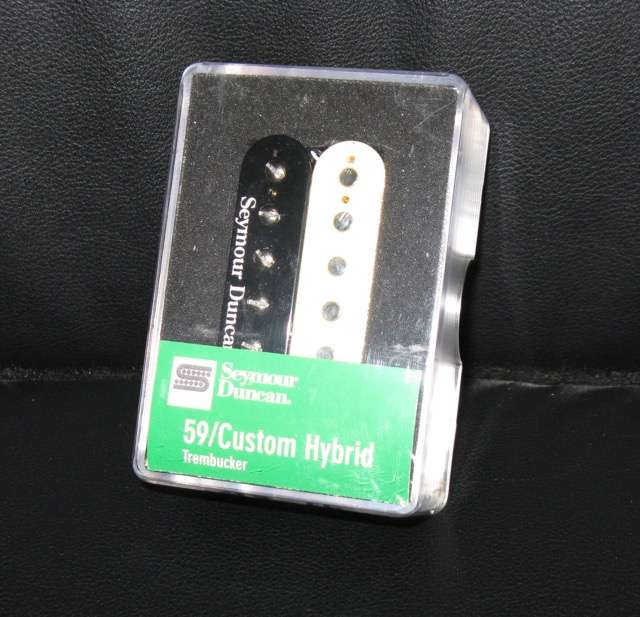 Seymour Duncan
Seymour
Duncan.
59/Custom Hybrid
Trembucker